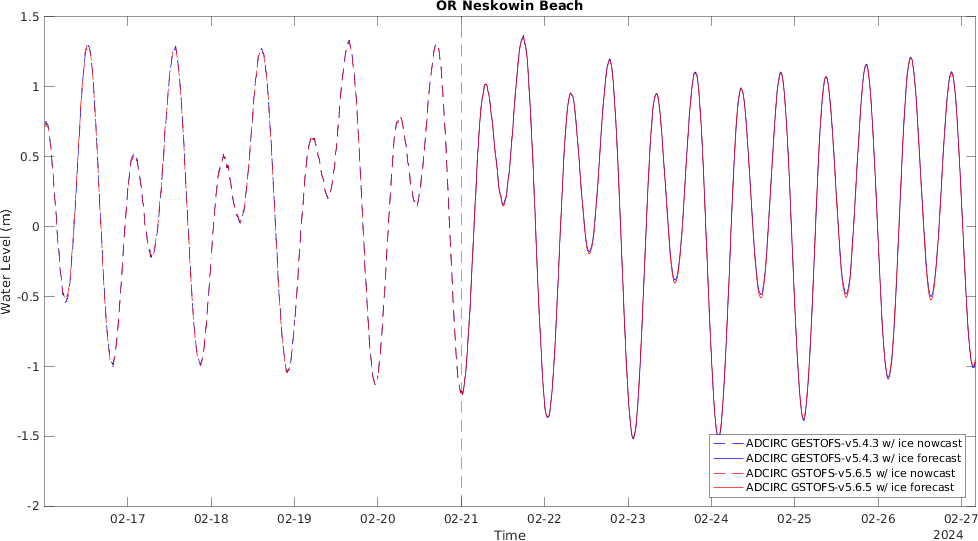 OR Neskowin Beach
1.5
1
0.5
0
-0.5
-1
-1.5
-2
Water Level (m)
02-17 02-18 02-19 02-20 02-21 02-22 02-23 02-24 02-25 02-26 02-27
Time
2024
ADCIRC GESTOFS-v5.4.3 w/ ice nowcast
ADCIRC GESTOFS-v5.4.3 w/ ice forecast
ADCIRC GSTOFS-v5.6.5 w/ ice nowcast
ADCIRC GSTOFS-v5.6.5 w/ ice forecast